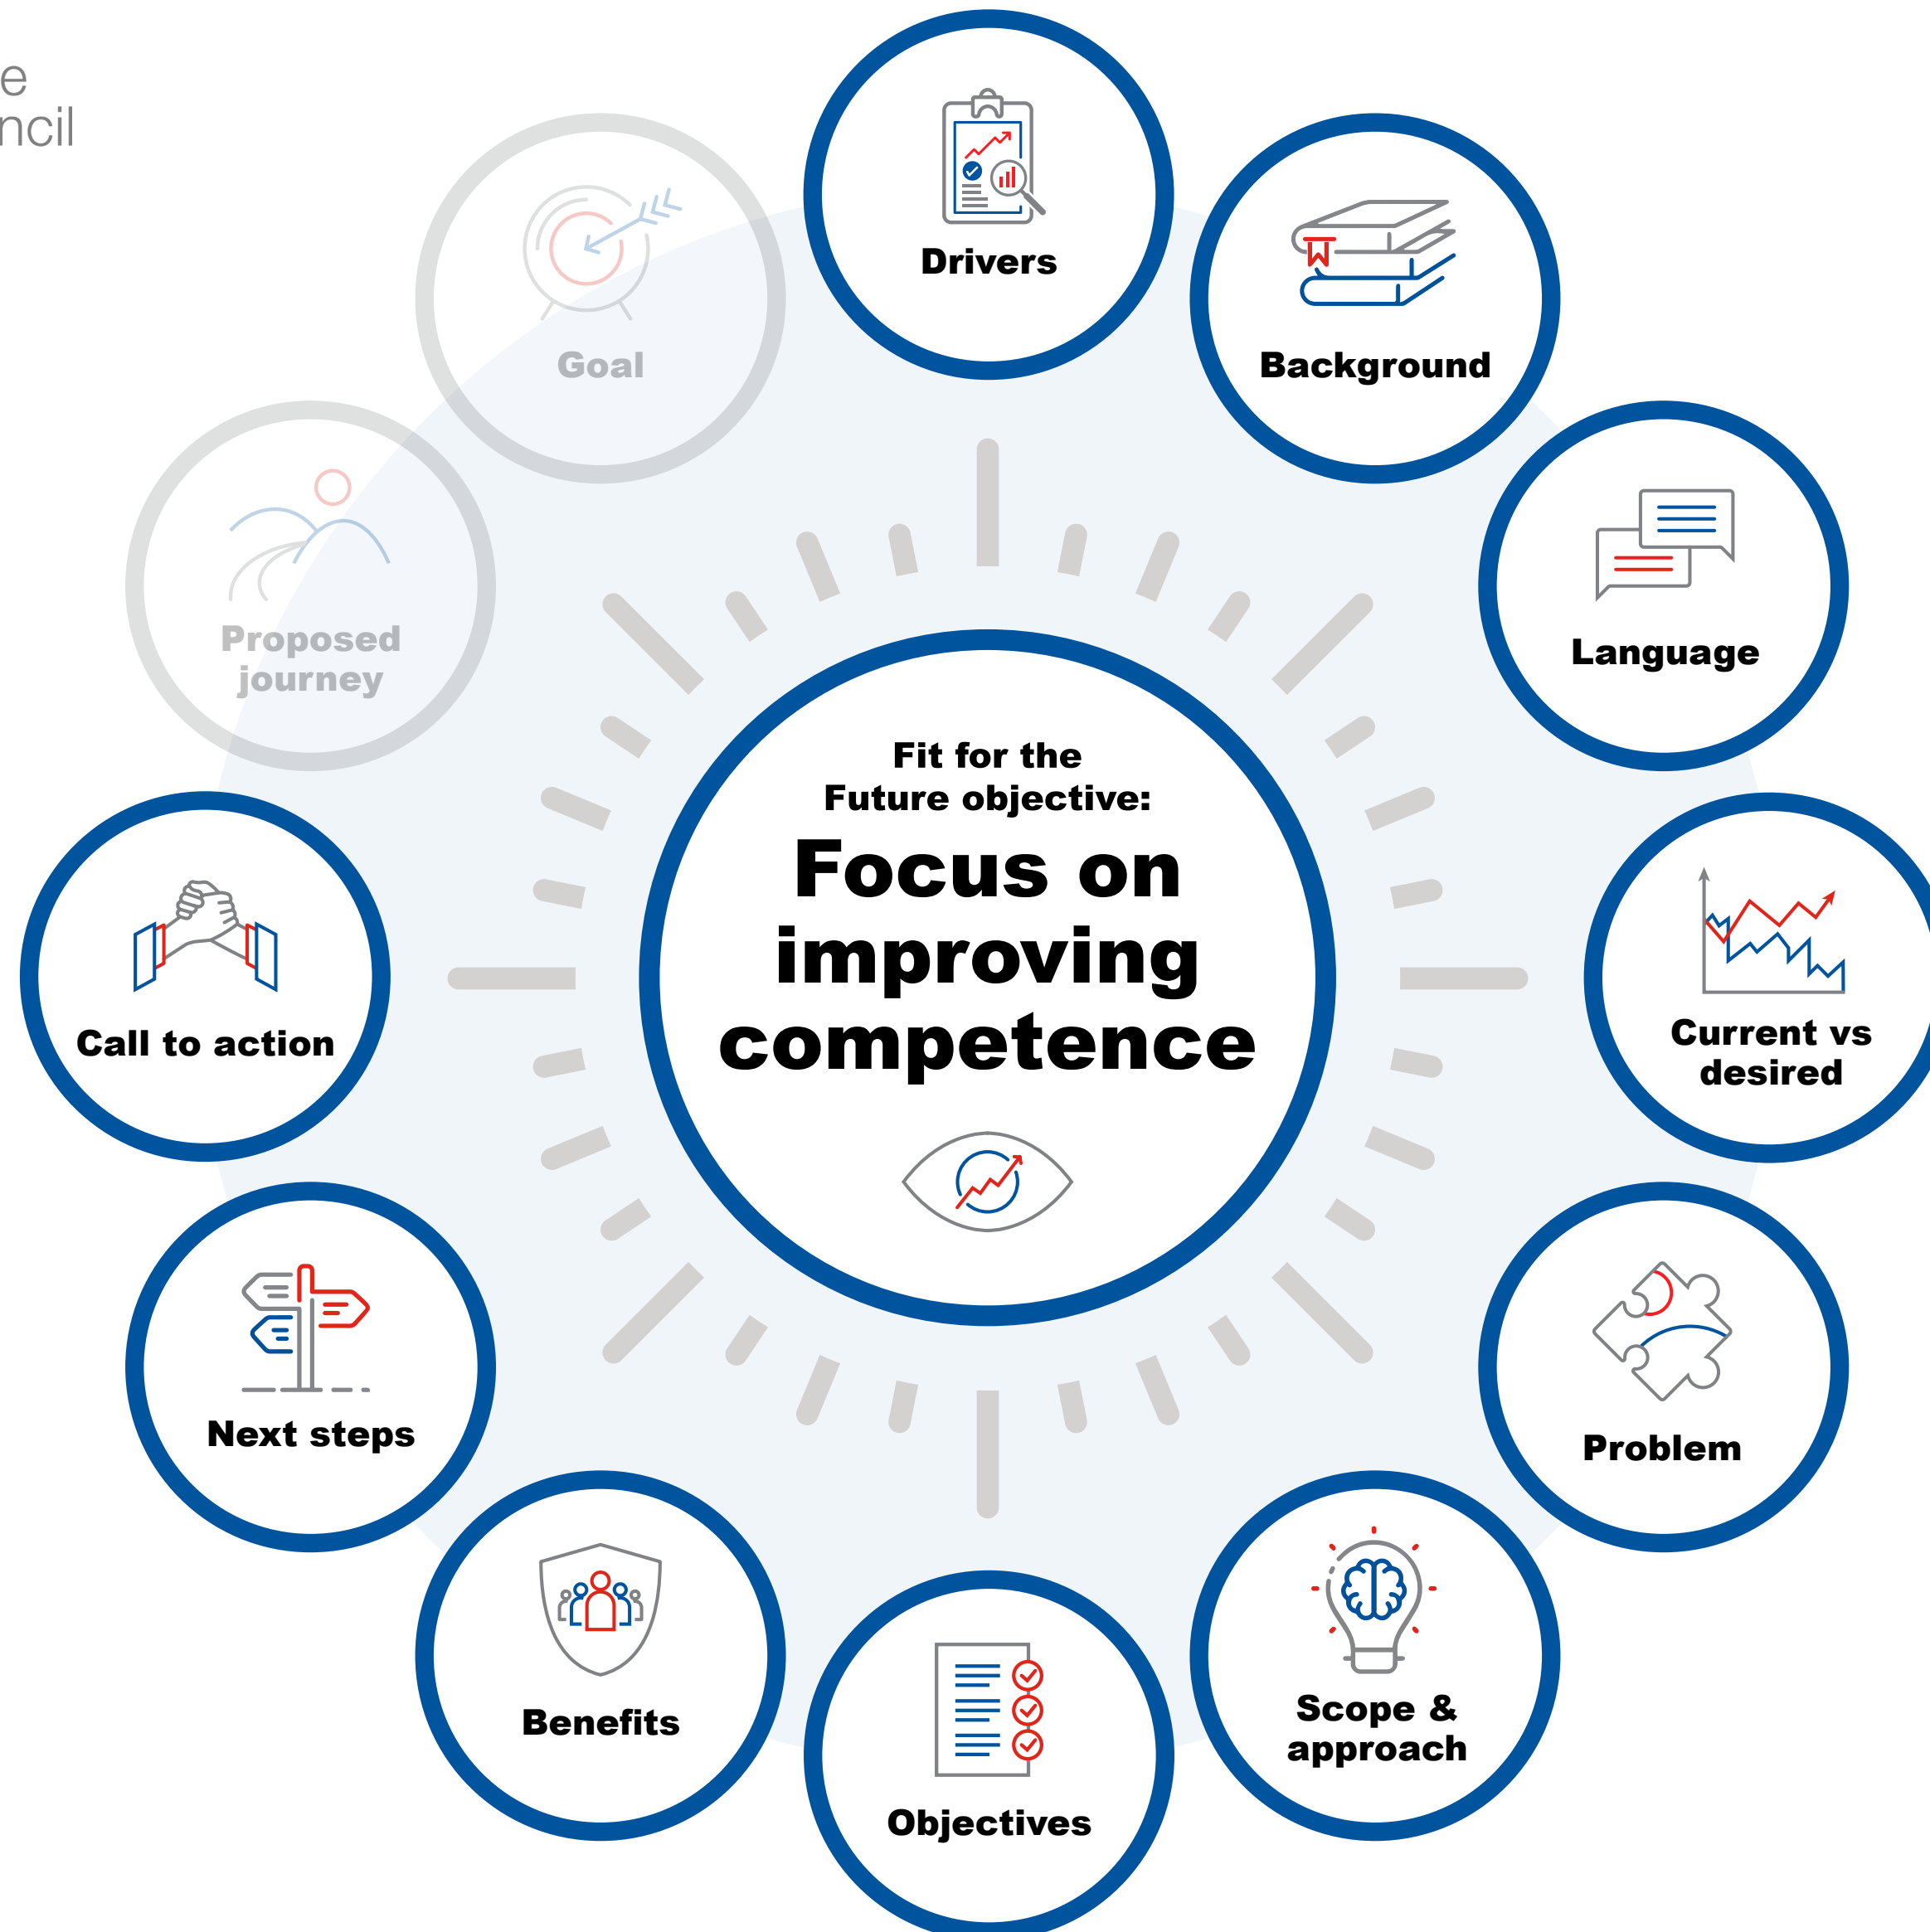 Drivers
Background
Language
Current vs
desired
Problem
Scope &
approach
Objectives
Benefits
Next steps
Call to action
Proposed
journey
Goal
Fit for the
Future objective:
Focus on
improving
competence